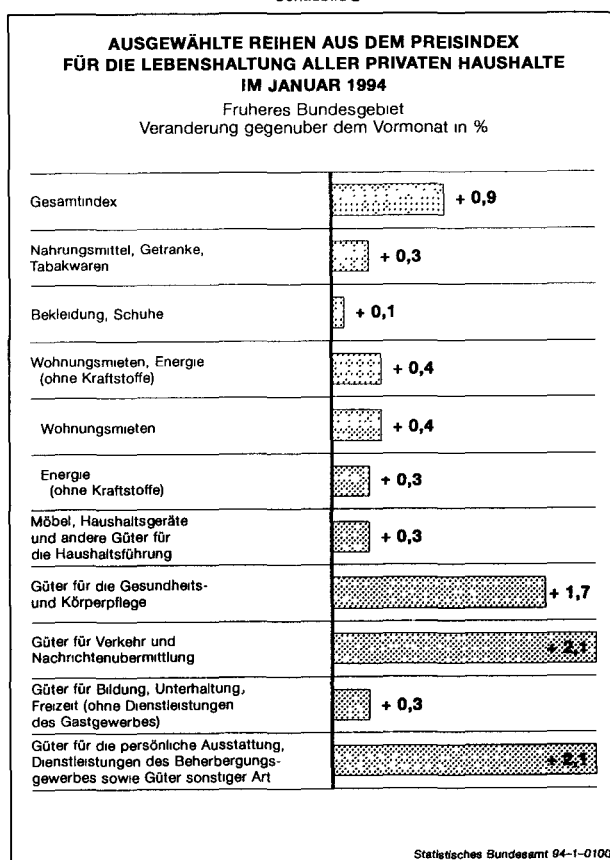 AUSGEWÄHLTE REIHEN AUS DEM PREISINDEX
FÜR DIE LEBENSHALTUNG ALLER PRIVATEN HAUSHALTE
IM JANUAR 1994
Fruheres Bundesgebiet
Veranderung gegenuber dem Vormonat in %
Gesamtindex
+ 0,9
Nahrungsmittel, Getranke,
Tabakwaren
+ 0,3
Bekleidung, Schuhe
+ 0,1
Wohnungsmieten, Energie
(ohne Kraftstoffe)
+ 0,4
Wohnungsmieten
+ 0,4
Energie
(ohne Kraftstoffe)
+ 0,3
Möbel, Haushaltsgeräte
und andere Güter für
die Haushaltsführung
+ 0,3
Güter für die Gesundheits-
und Körperpflege
+ 1,7
Güter für Verkehr und
Nachrichtenubermittlung
+ 2,1
Güter für Bildung, Unterhaltung,
Freizeit (ohne Dienstleistungen
des Gastgewerbes)
+ 0,3
Güter für die persönliche Ausstattung,
Dienstleistungen des Beherbergungs-
gewerbes sowie Güter sonstiger Art
+ 2,1
Statistisches Bundesamt 94-1-0100